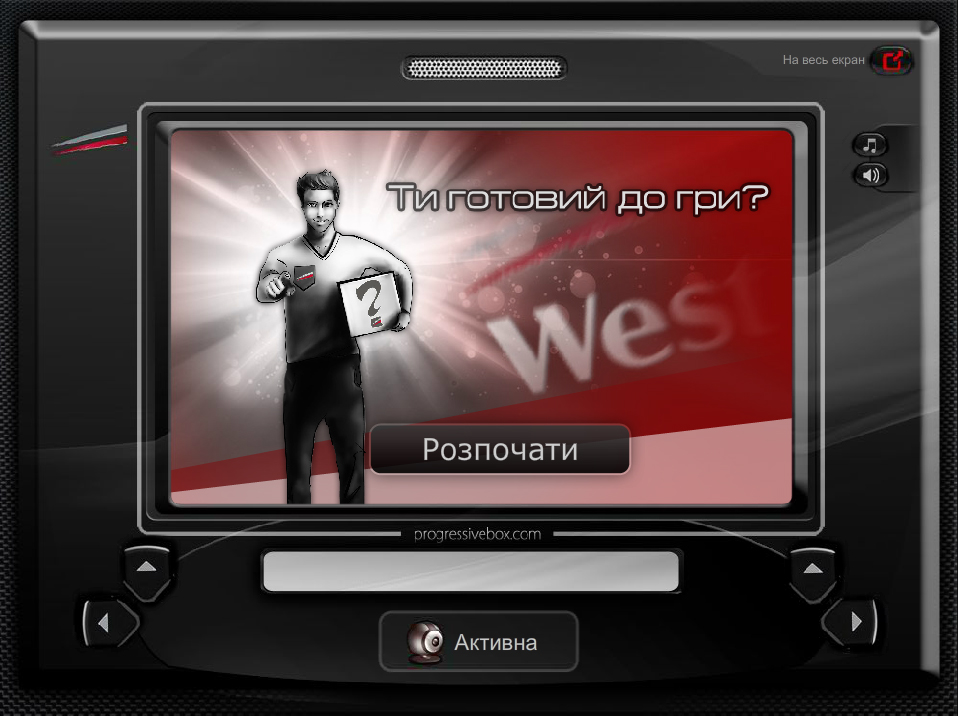 На весь екран
Ти готовий до гри?
?
West
Розпочати
progressivebox.com
Активна